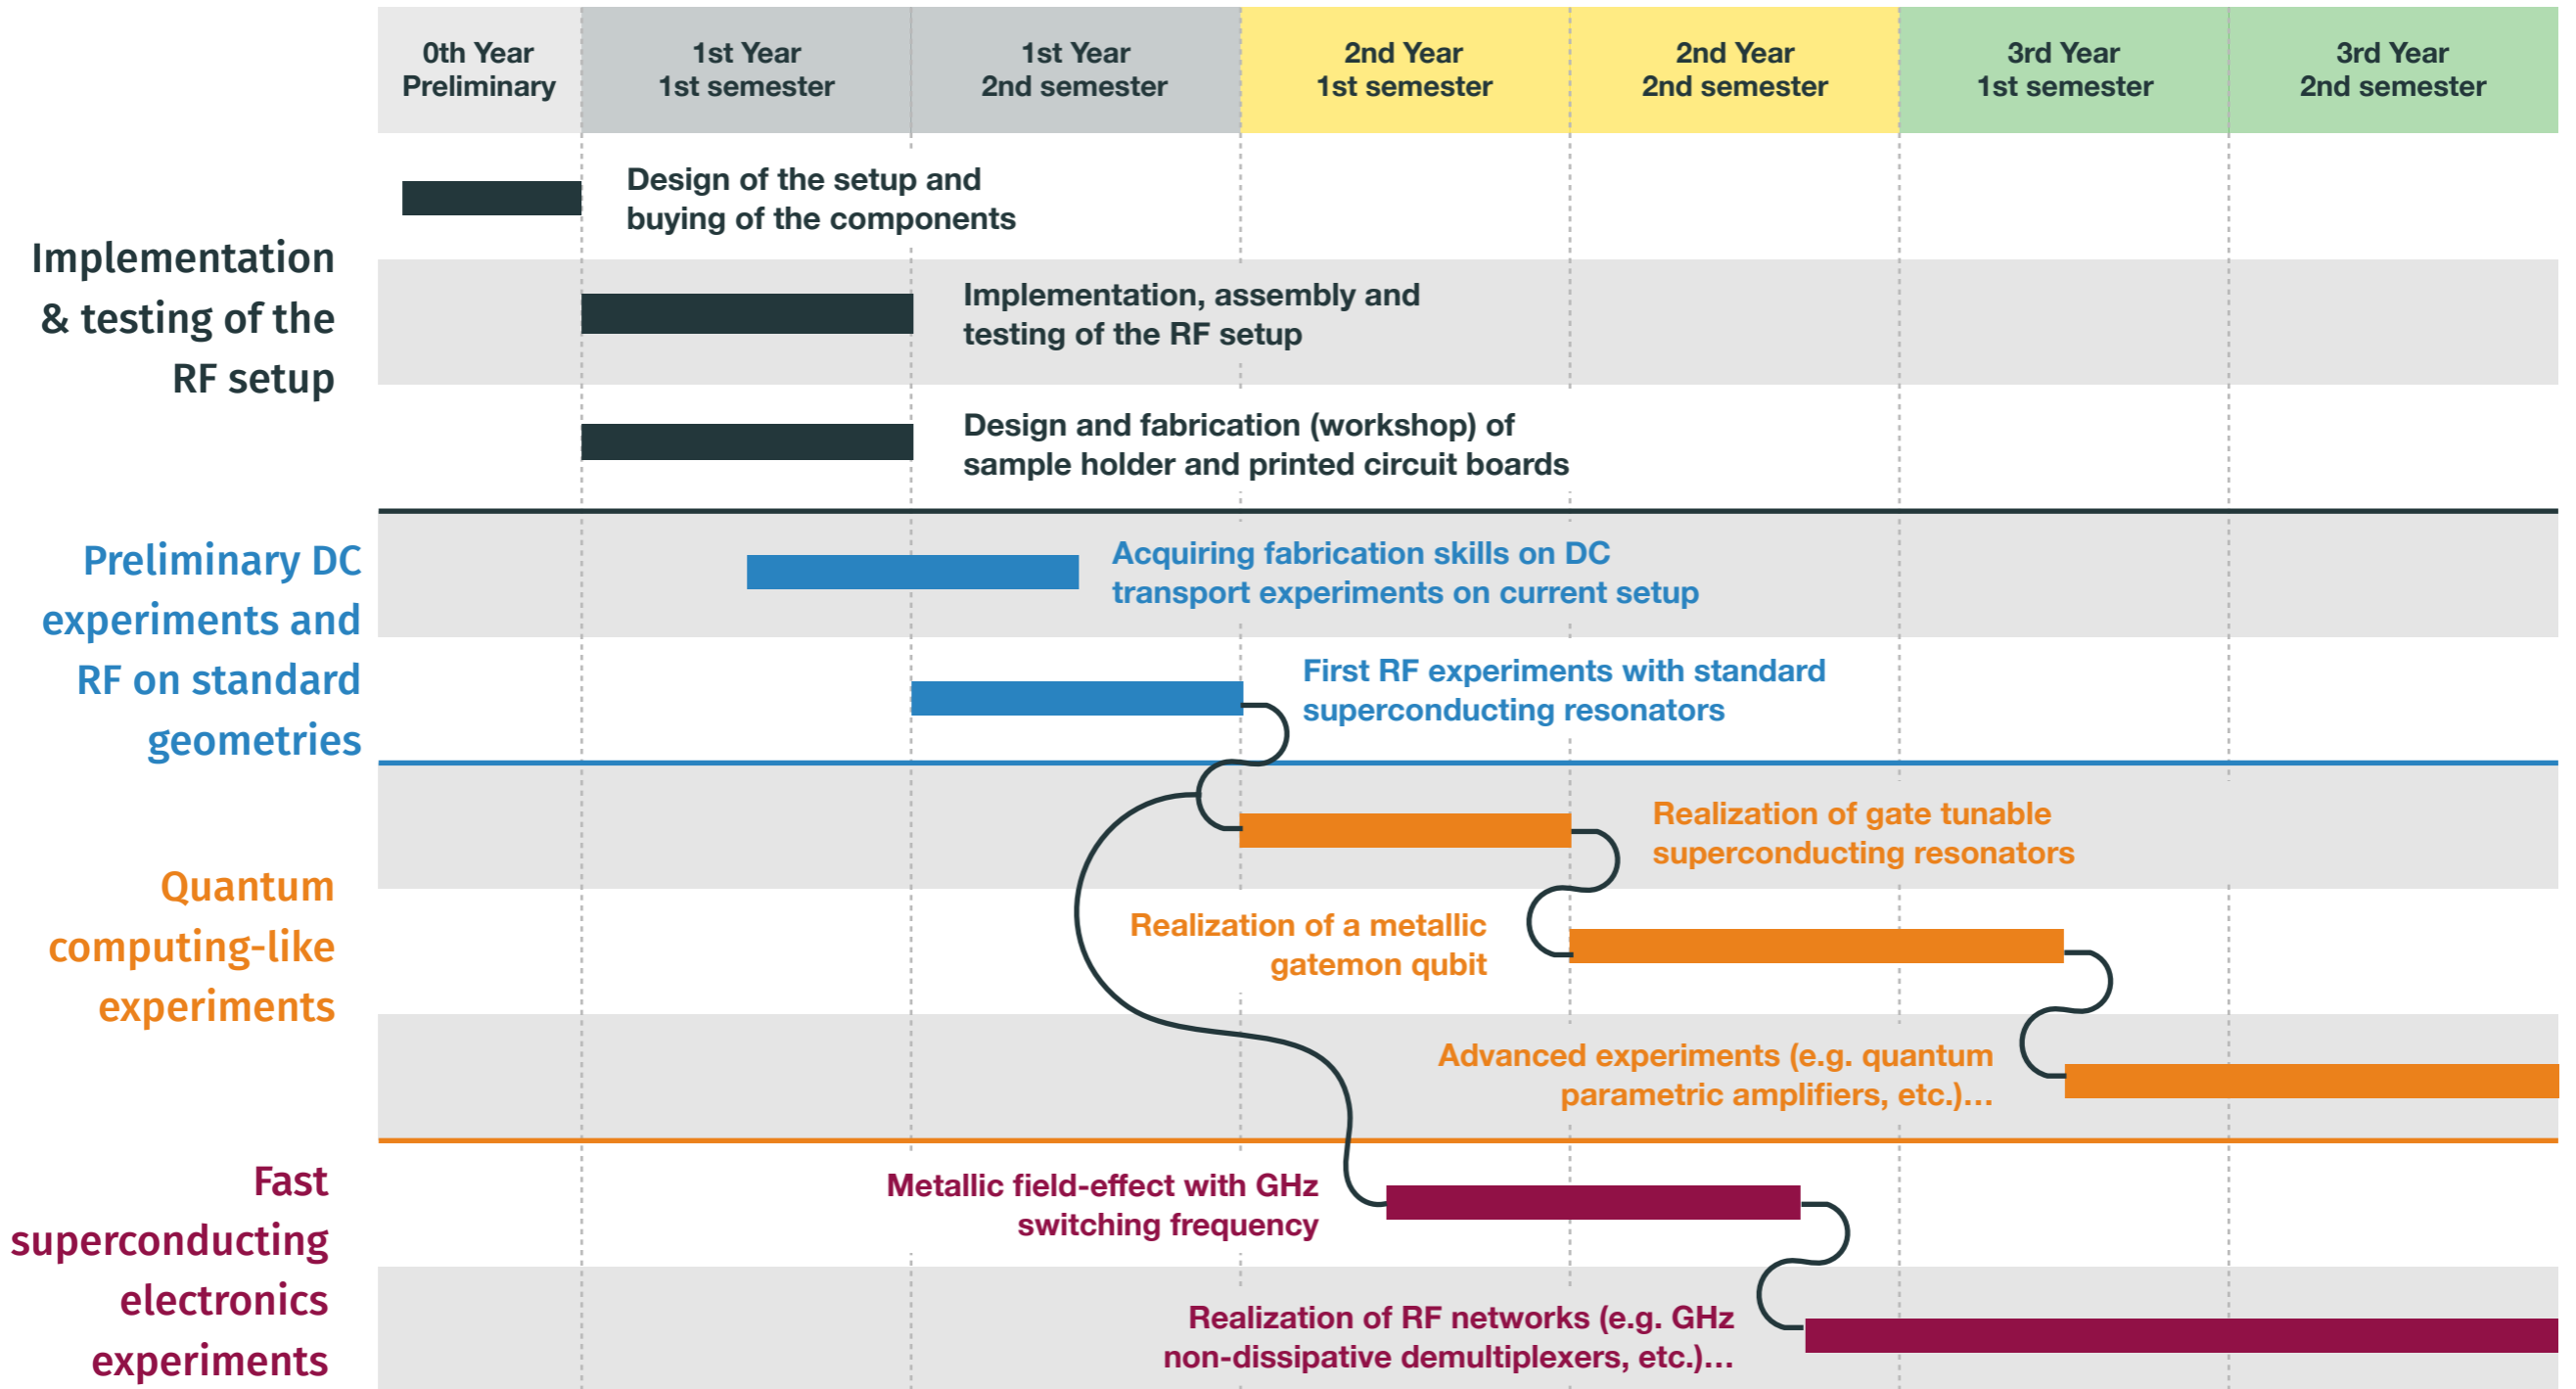 0th Year
Preliminary
1st Year
1st semester
1st Year
2nd semester
2nd Year
1st semester
2nd Year
2nd semester
3rd Year
1st semester
3rd Year
2nd semester
Implementation
& testing of the
RF setup
Design of the setup and
buying of the components
Implementation, assembly and
testing of the RF setup
Design and fabrication (workshop) of
sample holder and printed circuit boards
Preliminary DC
experiments and
RF on standard
geometries
Acquiring fabrication skills on DC
transport experiments on current setup
First RF experiments with standard
superconducting resonators
Quantum
computing-like
experiments
Realization of gate tunable
superconducting resonators
Realization of a metallic
gatemon qubit
Advanced experiments (e.g. quantum
parametric amplifiers, etc.)…
Fast
superconducting
electronics
experiments
Metallic field-effect with GHz
switching frequency
Realization of RF networks (e.g. GHz
non-dissipative demultiplexers, etc.)…